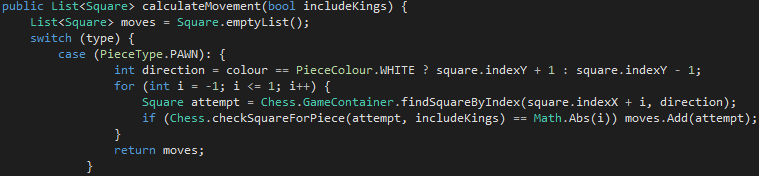 public List<Square> calculateMovement(bool includeKings) {
    List<Square> moves = Square.emptyList();
    switch (type) {
        case (PieceType.PAWN): {
                int direction = colour == PieceColour.WHITE ? square.indexY + 1 : square.indexY - 1;
                for (int i = -1; i <= 1; i++) {
                    Square attempt = Chess.GameContainer.findSquareByIndex(square.indexX + i, direction);
                    if (Chess.checkSquareForPiece(attempt, includeKings) == Math.Abs(i)) moves.Add(attempt);
                }
                return moves;
            }